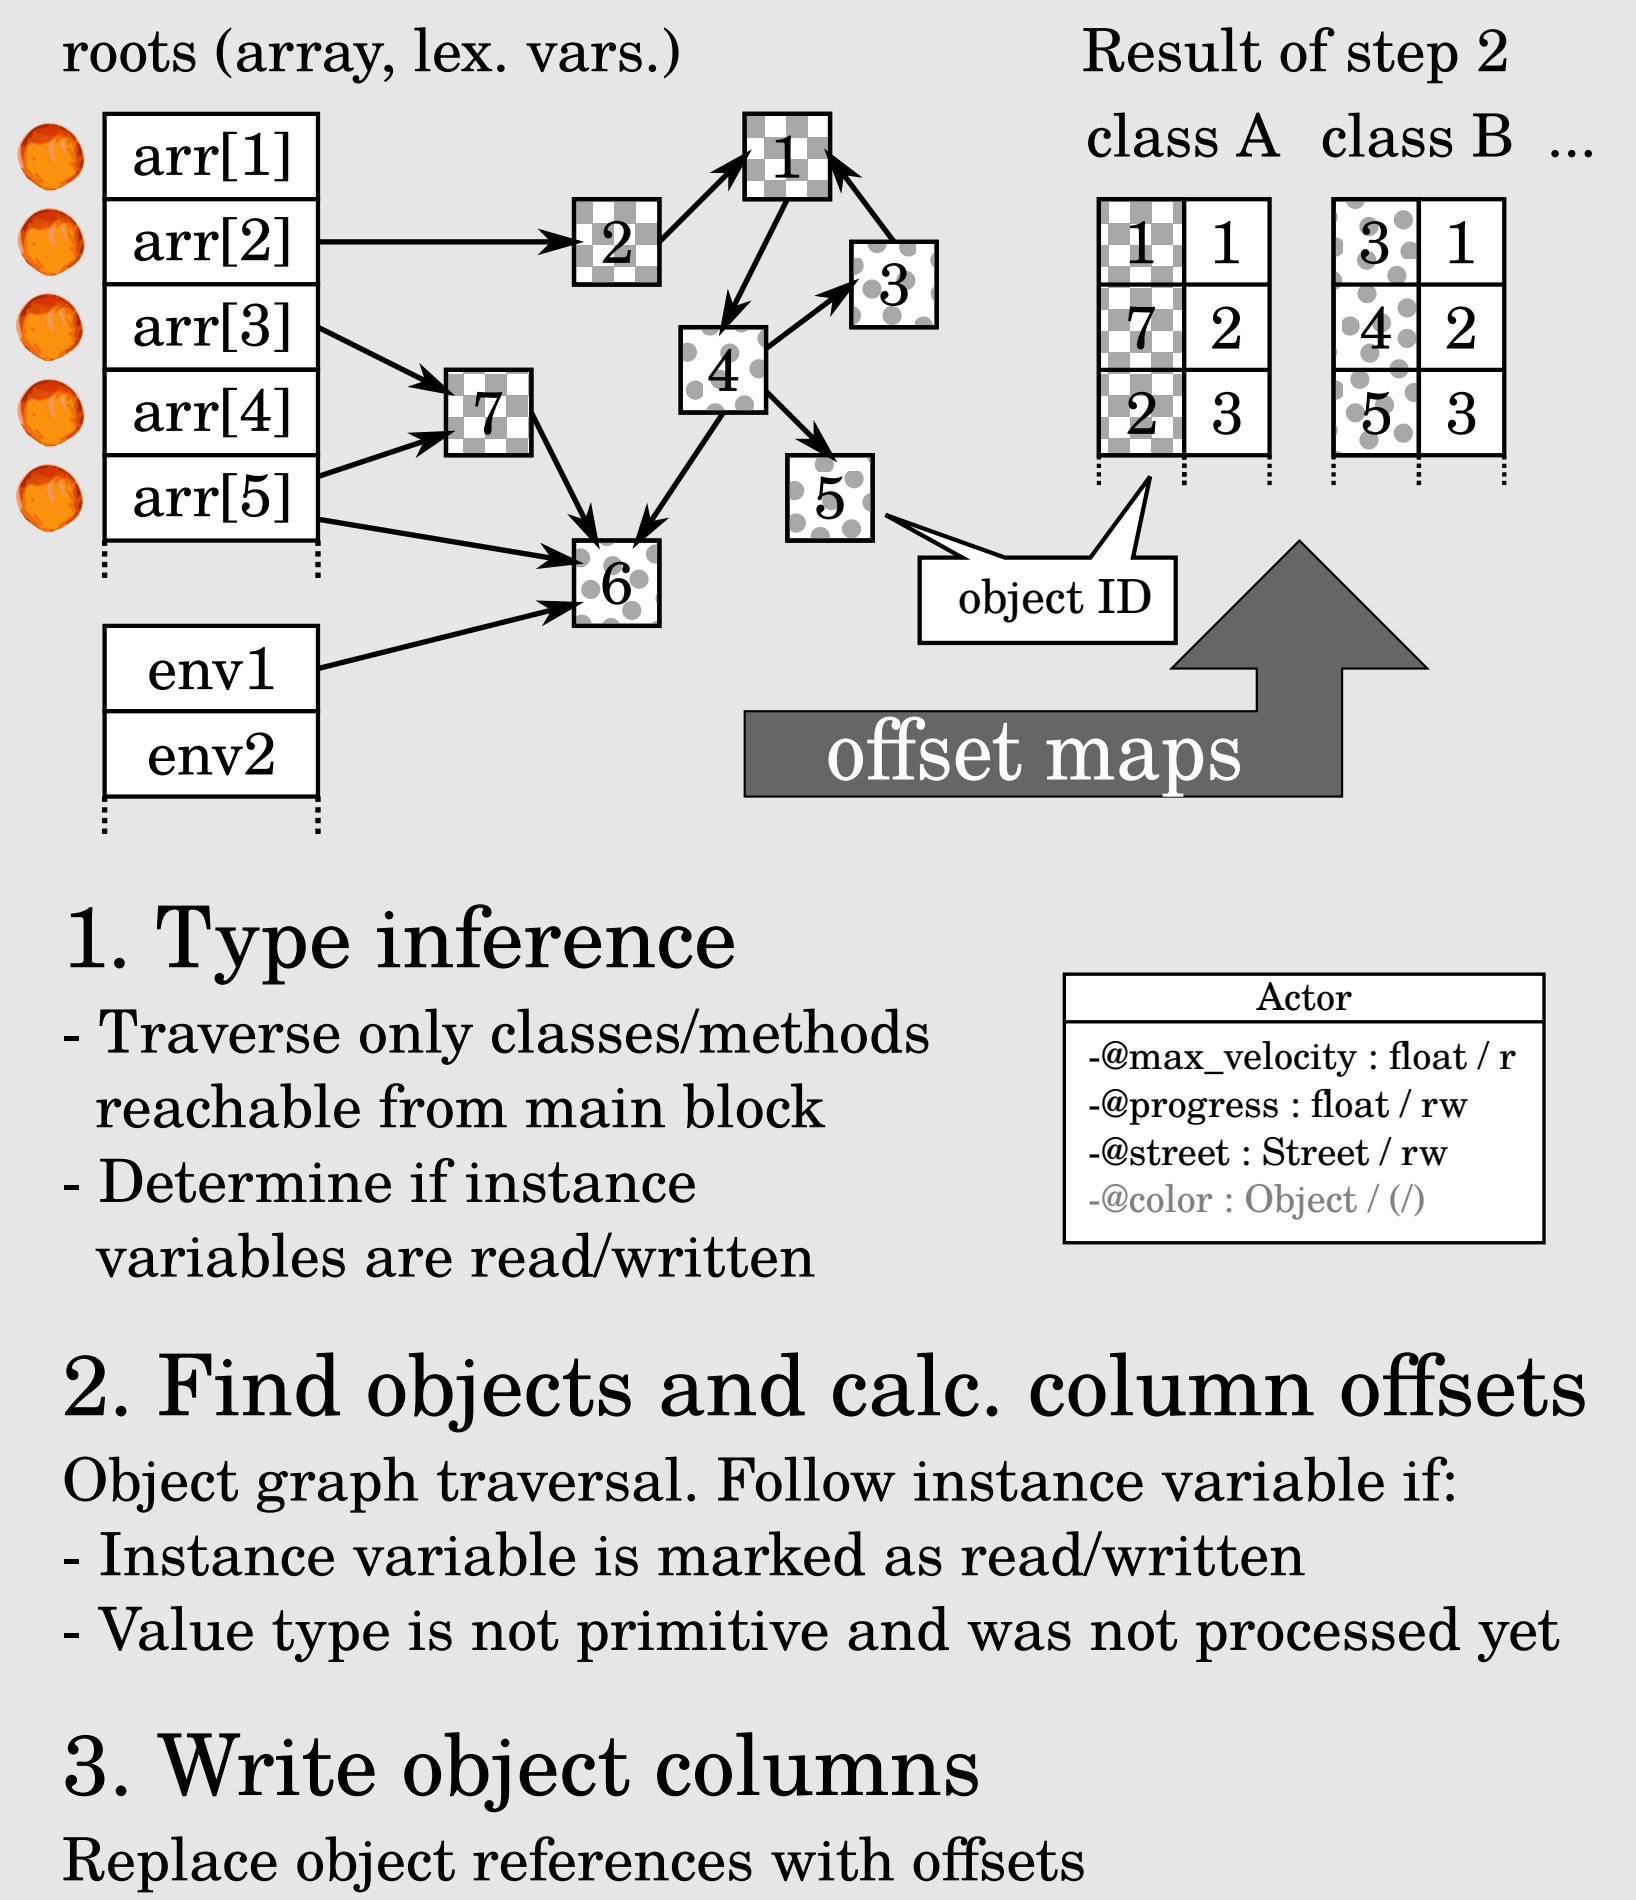 roots (array, lex. vars.)
arr[1]
arr[2]
arr[3]
arr[4]
arr[5]
env1
env2
2
1
3
4
7
5
6
Result of step 2
class A class B ...
1 1
7 2
2 3
3 1
4 2
5 3
object ID
offset maps
1. Type inference
- Traverse only classes/methods
reachable from main block
- Determine if instance
variables are read/written
Actor
-@max_velocity : float / r
-@progress : float / rw
-@street : Street / rw
-@color : Object / (/)
2. Find objects and calc. column offsets
Object graph traversal. Follow instance variable if:
- Instance variable is marked as read/written
- Value type is not primitive and was not processed yet
3. Write object columns
Replace object references with offsets